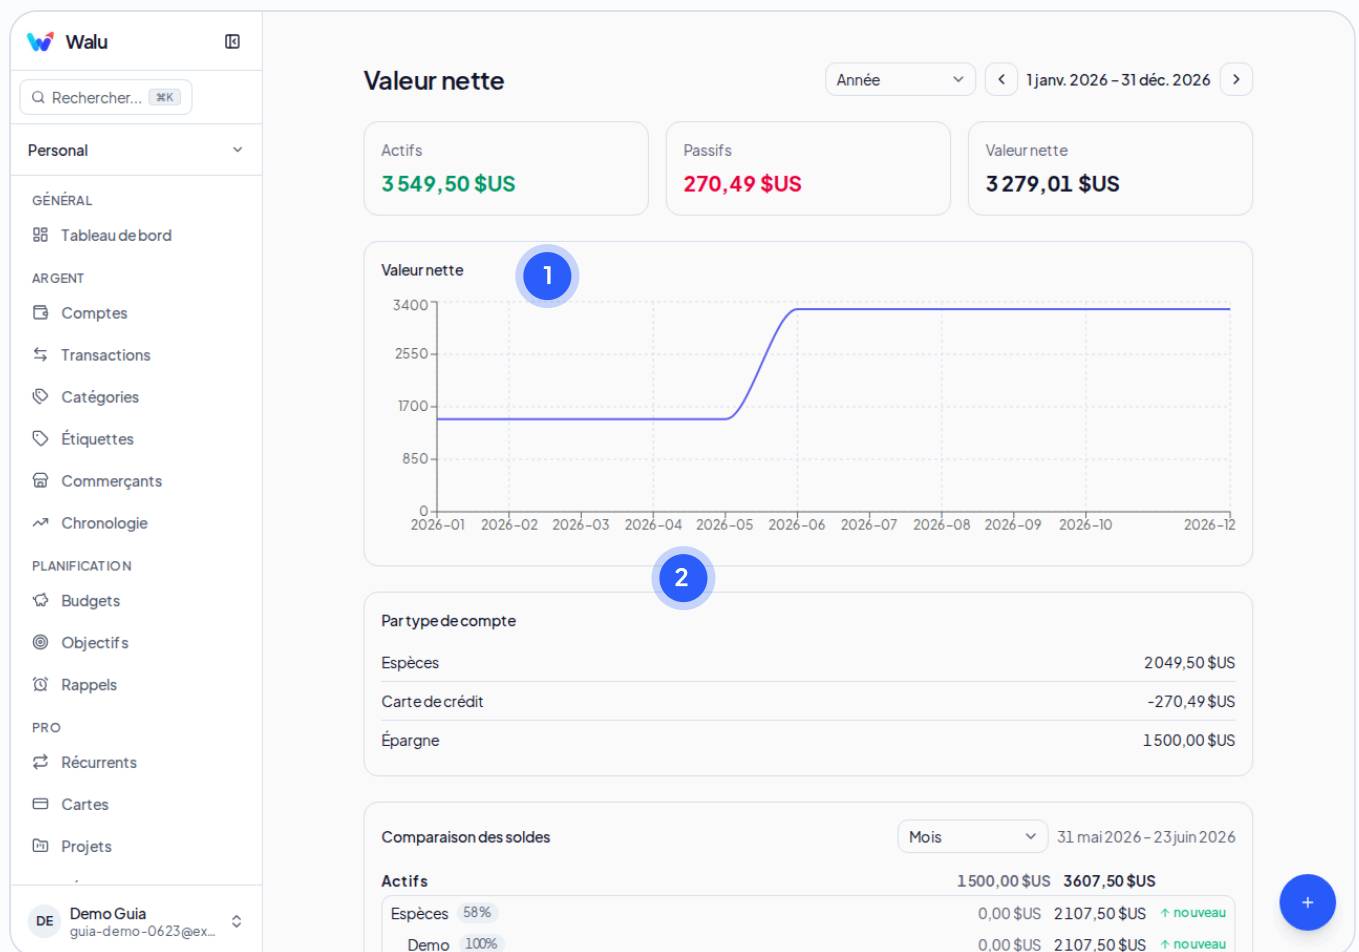 Walu
Rechercher... ⌘K
Personal
GÉNÉRAL
Tableau de bord
ARGENT
Comptes
Transactions
Catégories
Étiquettes
Commerçants
Chronologie
PLANIFICATION
Budgets
Objectifs
Rappels
PRO
Récurrents
Cartes
Projets
DE
Demo Guia
guia-demo-0623@ex...
Valeur nette
Année
1 janv. 2026 – 31 déc. 2026
Actifs
3 549,50 $US
Passifs
270,49 $US
Valeur nette
3 279,01 $US
Valeur nette
1
3400
2550
1700
850
0
2026-01 2026-02 2026-03 2026-04 2026-05 2026-06 2026-07 2026-08 2026-09 2026-10 2026-12
2
Par type de compte
Espèces 2 049,50 $US
Carte de crédit -270,49 $US
Épargne 1 500,00 $US
Comparaison des soldes Mois 31 mai 2026 – 23 juin 2026
Actifs 1 500,00 $US 3 607,50 $US
Espèces 58% 0,00 $US 2 107,50 $US ↑ nouveau
Demo 100% 0,00 $US 2 107,50 $US ↑ nouveau
+